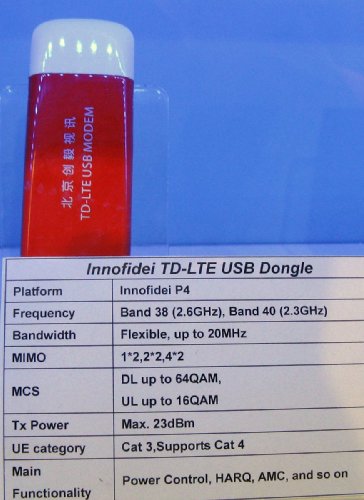 北京创毅视讯
TD-LTE USB MODEM
Innofidei TD-LTE USB Dongle
Platform Innofidei P4
Frequency Band 38 (2.6GHz), Band 40 (2.3GHz)
Bandwidth Flexible, up to 20MHz
MIMO 1*2,2*2,4*2
MCS DL up to 64QAM,
UL up to 16QAM
Tx Power Max. 23dBm
UE category Cat 3,Supports Cat 4
Main
Functionality Power Control, HARQ, AMC, and so on